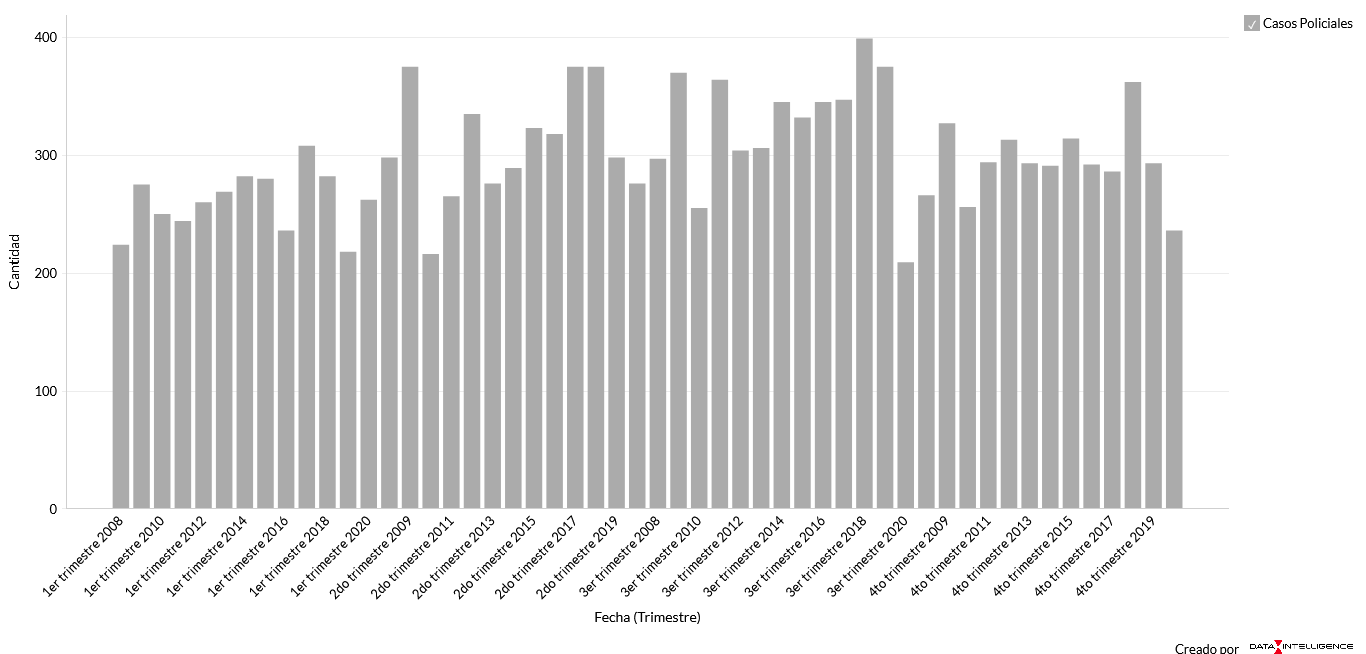 Casos Policiales
400
300
200
100
0
Cantidad
1er trimestre 2008
1er trimestre 2010
1er trimestre 2012
1er trimestre 2014
1er trimestre 2016
1er trimestre 2018
1er trimestre 2020
2do trimestre 2009
2do trimestre 2011
2do trimestre 2013
2do trimestre 2015
2do trimestre 2017
2do trimestre 2019
3er trimestre 2008
3er trimestre 2010
3er trimestre 2012
3er trimestre 2014
3er trimestre 2016
3er trimestre 2018
3er trimestre 2020
4to trimestre 2009
4to trimestre 2011
4to trimestre 2013
4to trimestre 2015
4to trimestre 2017
4to trimestre 2019
Fecha (Trimestre)
Creado por DATA INTELLIGENCE